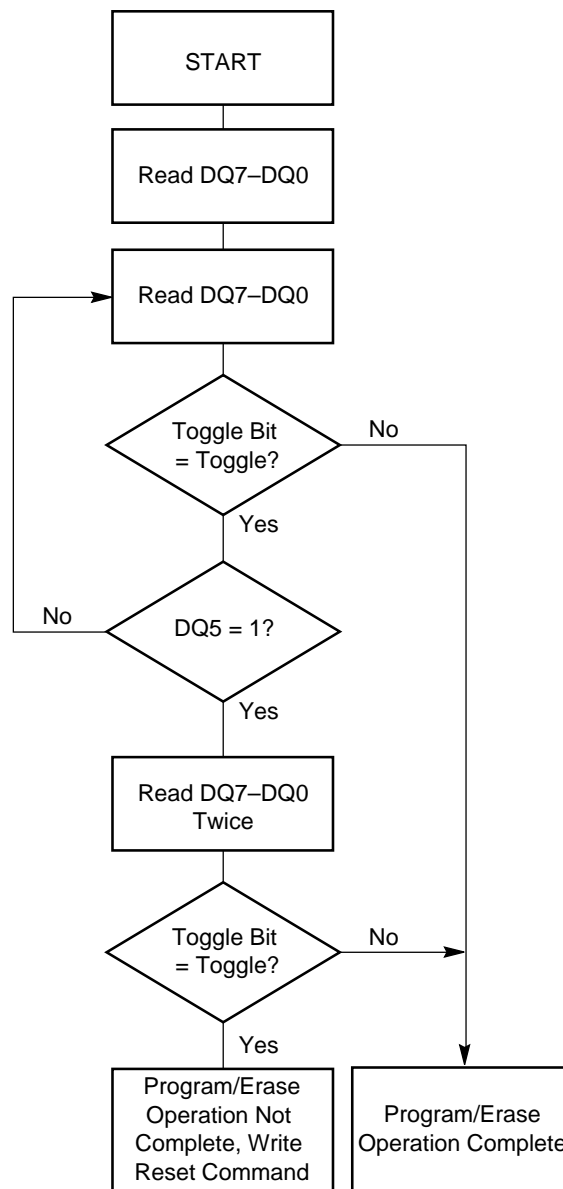 START
Read DQ7–DQ0
Read DQ7–DQ0
Toggle Bit
= Toggle?
No
Yes
No
DQ5 = 1?
Yes
Read DQ7–DQ0
Twice
Toggle Bit
= Toggle?
No
Yes
Program/Erase
Operation Not
Complete, Write
Reset Command
Program/Erase
Operation Complete